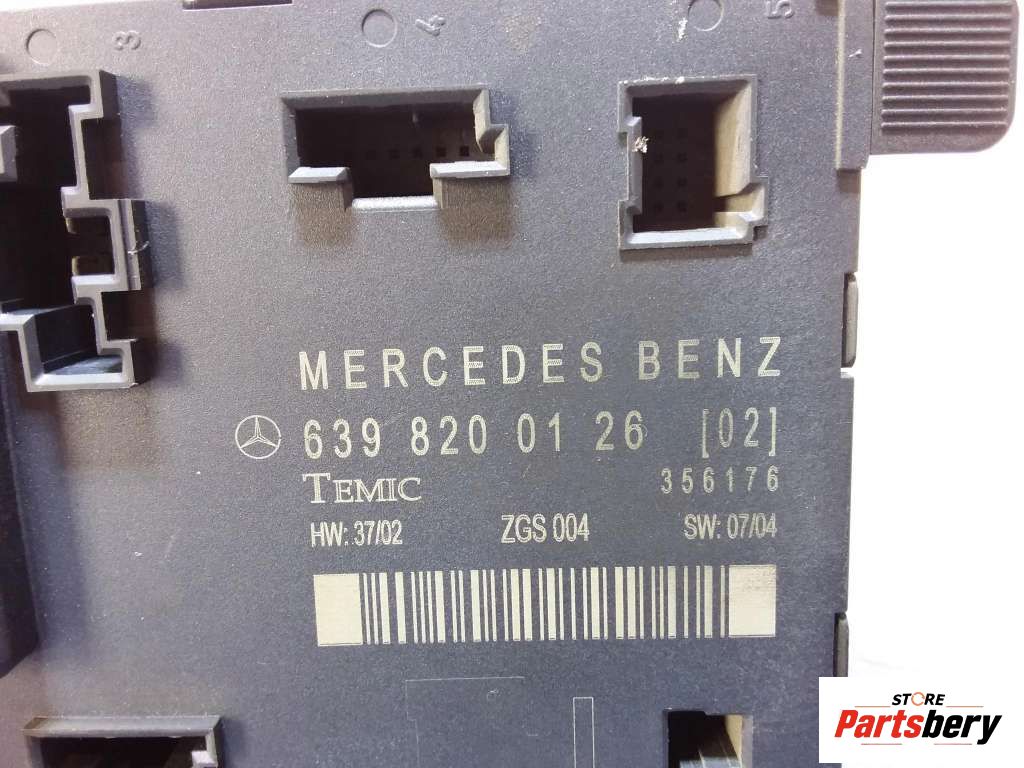 3 4 5
MERCEDES BENZ
639 820 01 26 [02]
TEMIC 356176
HW: 37/02 ZGS 004 SW: 07/04
STORE
Partsbery